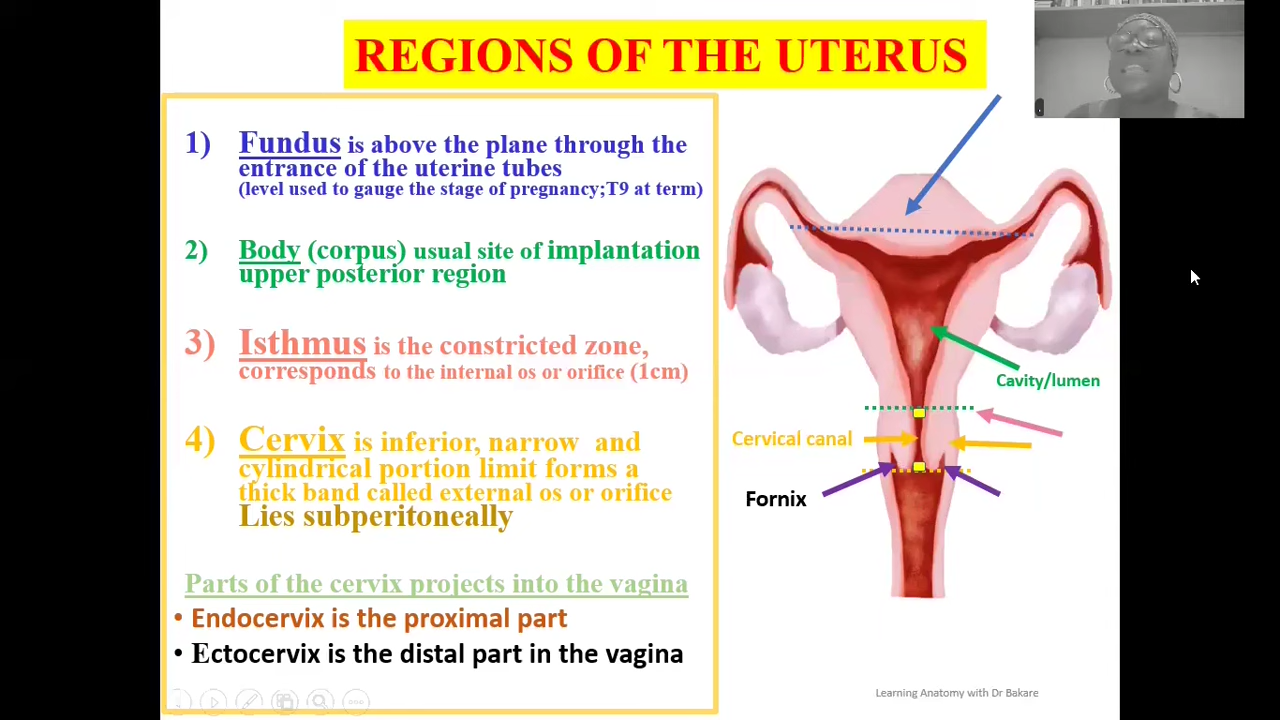 REGIONS OF THE UTERUS
1) Fundus is above the plane through the
entrance of the uterine tubes
(level used to gauge the stage of pregnancy;T9 at term)
2) Body (corpus) usual site of implantation
upper posterior region
3) Isthmus is the constricted zone,
corresponds to the internal os or orifice (1cm)
4) Cervix is inferior, narrow and
cylindrical portion limit forms a
thick band called external os or orifice
Lies subperitoneally
Parts of the cervix projects into the vagina
• Endocervix is the proximal part
• Ectocervix is the distal part in the vagina
Cavity/lumen
Cervical canal
Fornix
Learning Anatomy with Dr Bakare